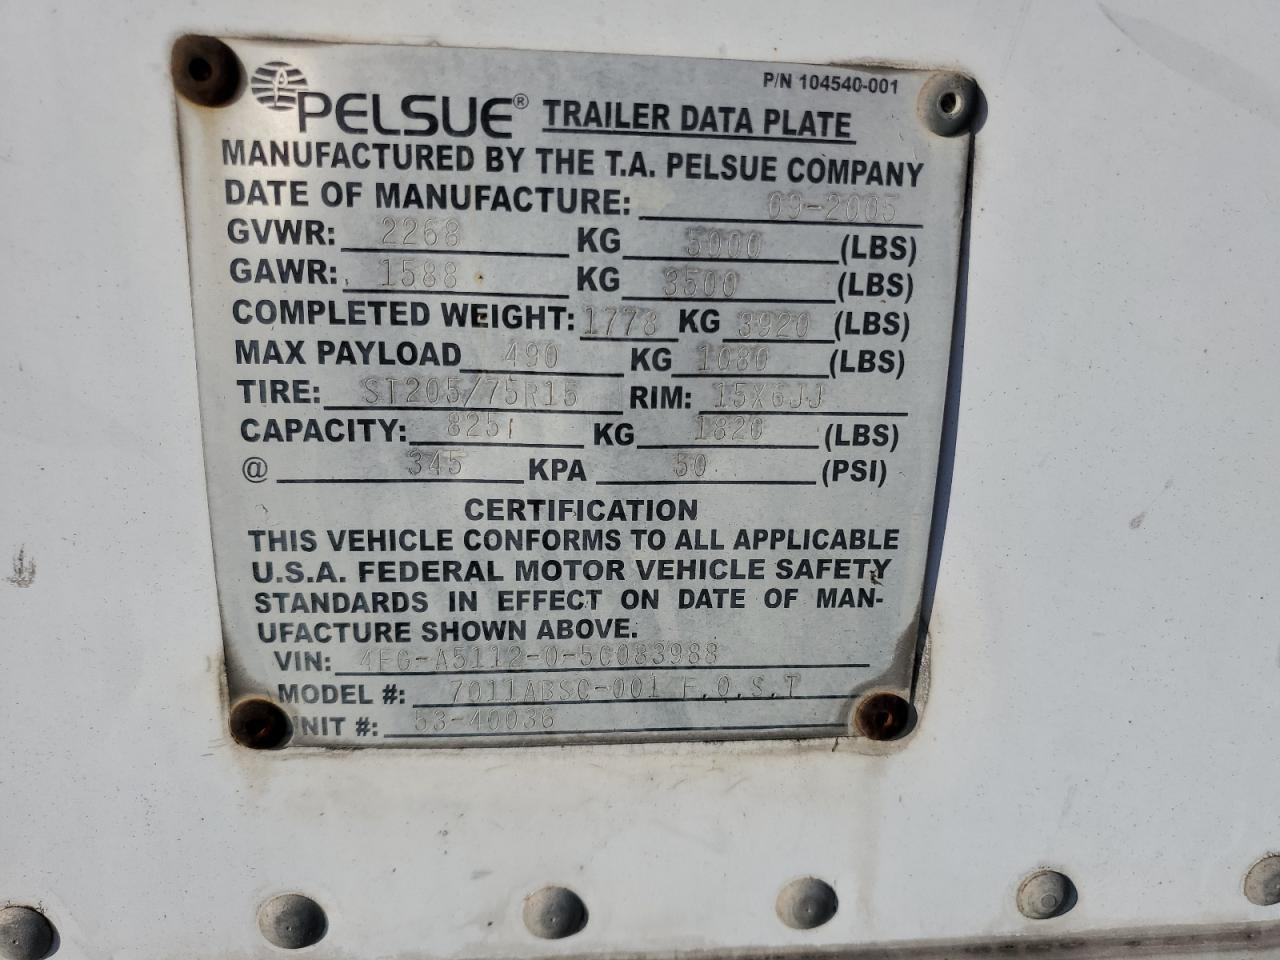 P/N 104540-001
PELSUE® TRAILER DATA PLATE
MANUFACTURED BY THE T.A. PELSUE COMPANY
DATE OF MANUFACTURE: 09-2005
GVWR: 2268 KG 5000 (LBS)
GAWR: 1588 KG 3500 (LBS)
COMPLETED WEIGHT: 1778 KG 3920 (LBS)
MAX PAYLOAD 490 KG 1080 (LBS)
TIRE: ST205/75R15 RIM: 15X6JJ
CAPACITY: 825 KG 1820 (LBS)
@ 345 KPA 50 (PSI)
CERTIFICATION
THIS VEHICLE CONFORMS TO ALL APPLICABLE
U.S.A. FEDERAL MOTOR VEHICLE SAFETY
STANDARDS IN EFFECT ON DATE OF MAN-
UFACTURE SHOWN ABOVE.
VIN: 4FG-A5112-0-5C083988
MODEL #: 7011ABSC-001 F.O.S.T
UNIT #: 53-40036